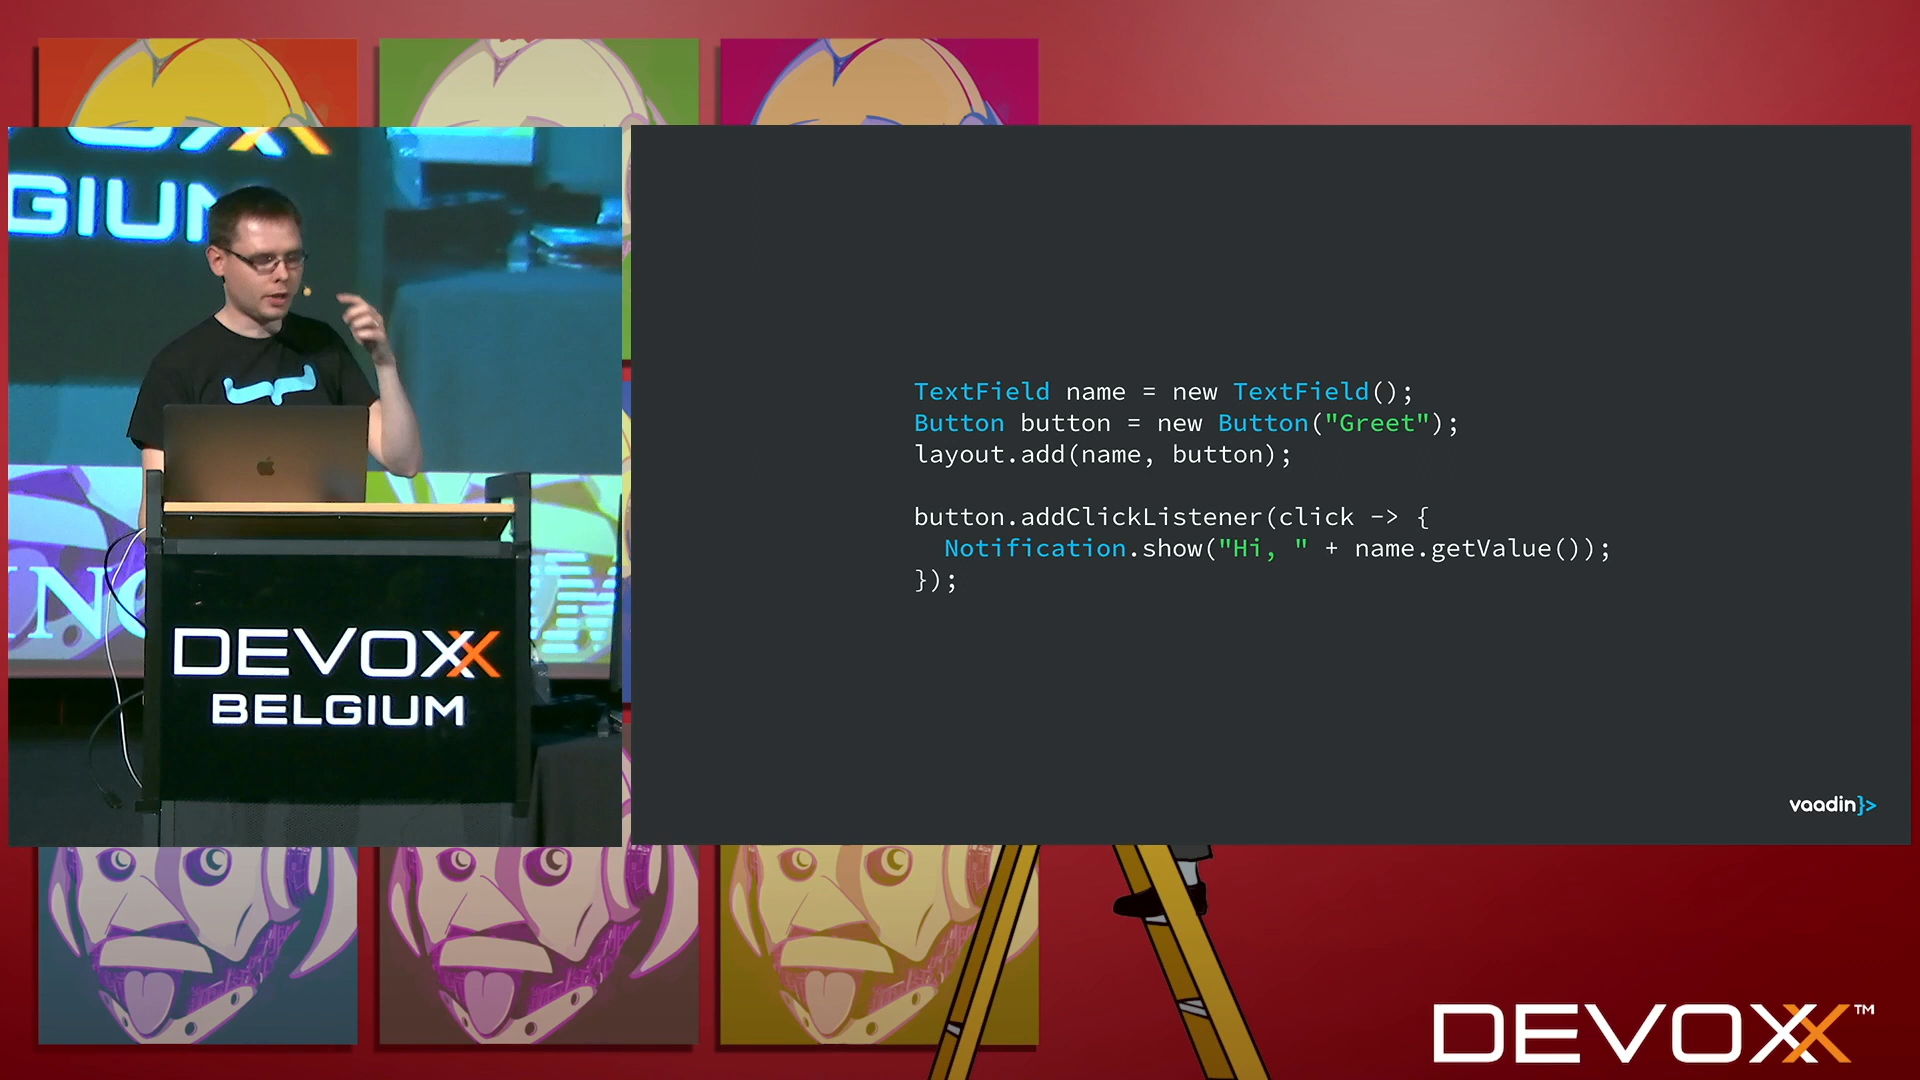 GIUM
DEVOXX
BELGIUM
TextField name = new TextField();
Button button = new Button("Greet");
layout.add(name, button);
button.addClickListener(click -> {
Notification.show("Hi, " + name.getValue());
});
vaadin}>
DEVOXX™